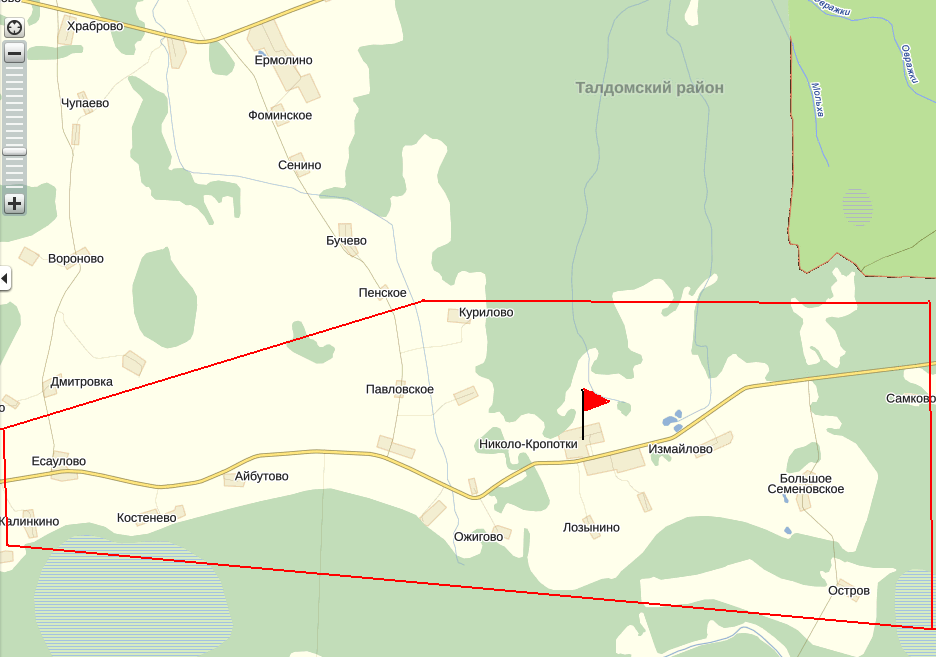 Храброво
Овражки
Овражки
Ермолино
Мольха
Талдомский район
Чупаево
Фоминское
Сенино
Бучево
Вороново
Пенское
Курилово
Дмитровка
Павловское
Самково
Николо-Кропотки
Измайлово
Есаулово
Айбутово
Большое
Семеновское
Костенево
Калинкино
Лозынино
Ожигово
Остров